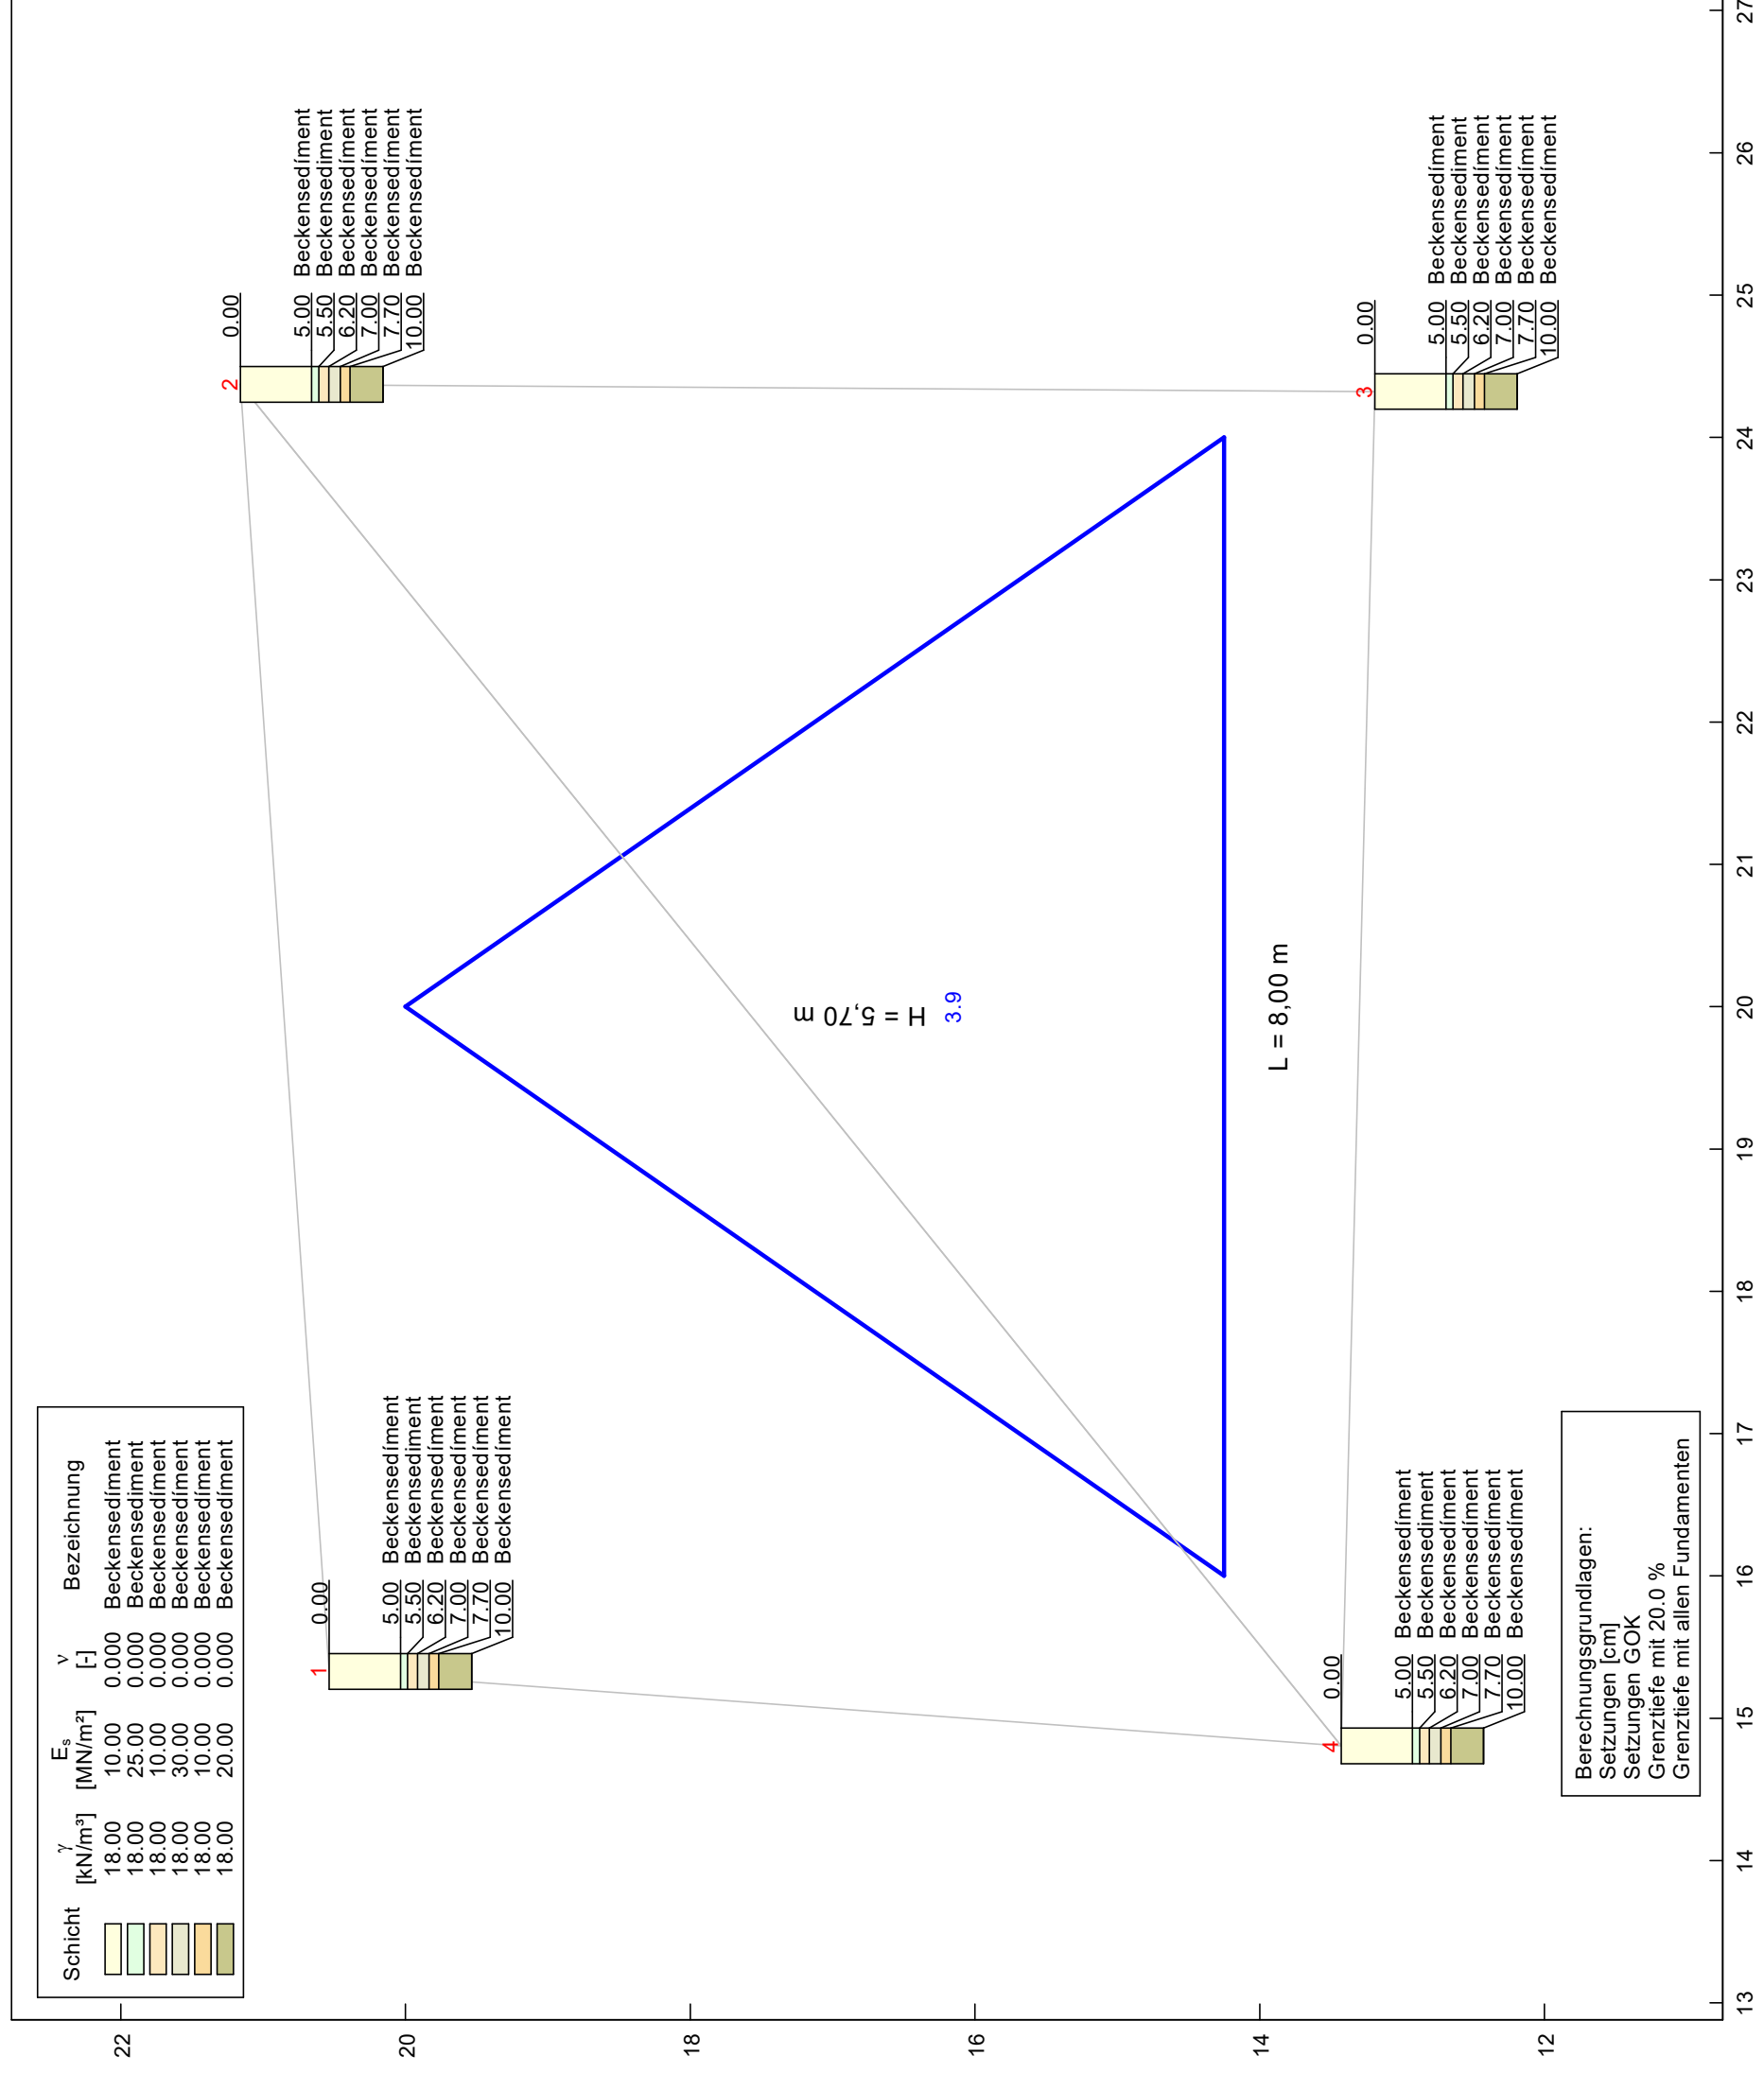 Schicht γ [kN/m³] Es [MN/m²] ν [-] Bezeichnung
18.00 10.00 0.000 Beckensedíment
18.00 25.00 0.000 Beckensediment
18.00 10.00 0.000 Beckensedíment
18.00 30.00 0.000 Beckensedíment
18.00 10.00 0.000 Beckensedíment
18.00 20.00 0.000 Beckensedíment
1
0.00
5.00 Beckensedíment
5.50 Beckensediment
6.20 Beckensedíment
7.00 Beckensedíment
7.70 Beckensedíment
10.00 Beckensedíment
2
0.00
5.00 Beckensedíment
5.50 Beckensediment
6.20 Beckensedíment
7.00 Beckensedíment
7.70 Beckensedíment
10.00 Beckensedíment
H = 5,70 m
3.9
L = 8,00 m
4
0.00
5.00 Beckensedíment
5.50 Beckensediment
6.20 Beckensedíment
7.00 Beckensedíment
7.70 Beckensedíment
10.00 Beckensedíment
3
0.00
5.00 Beckensedíment
5.50 Beckensediment
6.20 Beckensedíment
7.00 Beckensedíment
7.70 Beckensedíment
10.00 Beckensedíment
Berechnungsgrundlagen:
Setzungen [cm]
Setzungen GOK
Grenztiefe mit 20.0 %
Grenztiefe mit allen Fundamenten
22
20
18
16
14
12
13 14 15 16 17 18 19 20 21 22 23 24 25 26 27